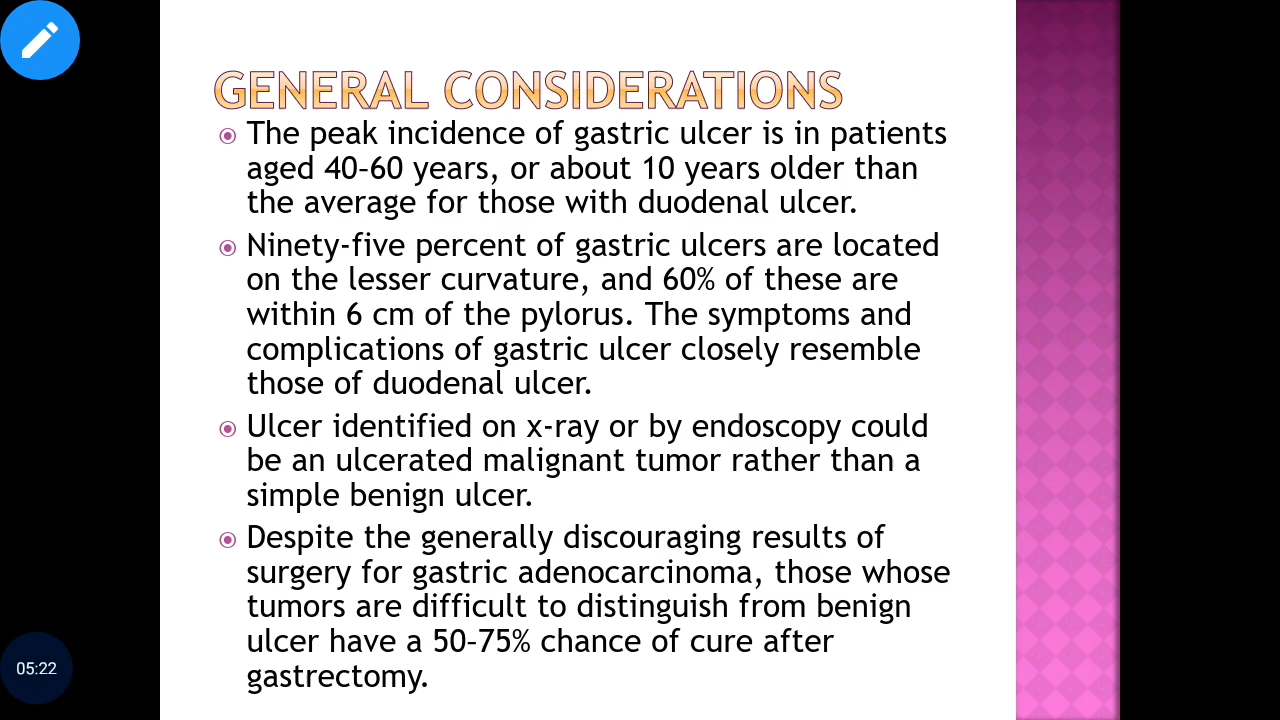 GENERAL CONSIDERATIONS
The peak incidence of gastric ulcer is in patients
aged 40-60 years, or about 10 years older than
the average for those with duodenal ulcer.
Ninety-five percent of gastric ulcers are located
on the lesser curvature, and 60% of these are
within 6 cm of the pylorus. The symptoms and
complications of gastric ulcer closely resemble
those of duodenal ulcer.
Ulcer identified on x-ray or by endoscopy could
be an ulcerated malignant tumor rather than a
simple benign ulcer.
Despite the generally discouraging results of
surgery for gastric adenocarcinoma, those whose
tumors are difficult to distinguish from benign
ulcer have a 50-75% chance of cure after
gastrectomy.
05:22